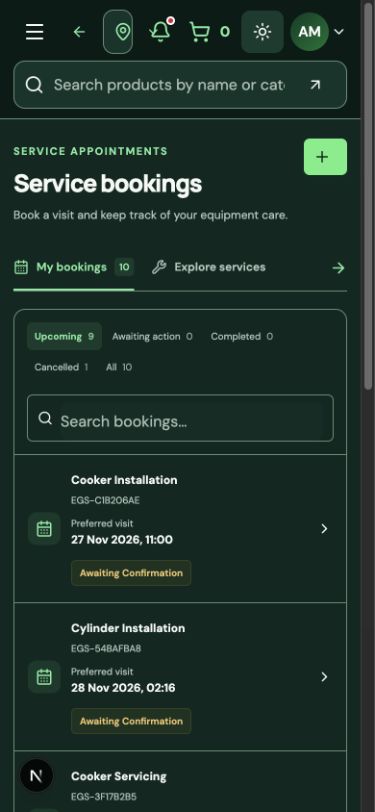 0
AM
Search products by name or cat
SERVICE APPOINTMENTS
Service bookings
Book a visit and keep track of your equipment care.
My bookings 10
Explore services
Upcoming 9
Awaiting action 0
Completed 0
Cancelled 1
All 10
Search bookings...
Cooker Installation
EGS-C1B206AE
Preferred visit
27 Nov 2026, 11:00
Awaiting Confirmation
Cylinder Installation
EGS-54BAFBA8
Preferred visit
28 Nov 2026, 02:16
Awaiting Confirmation
N
Cooker Servicing
EGS-3F17B2B5